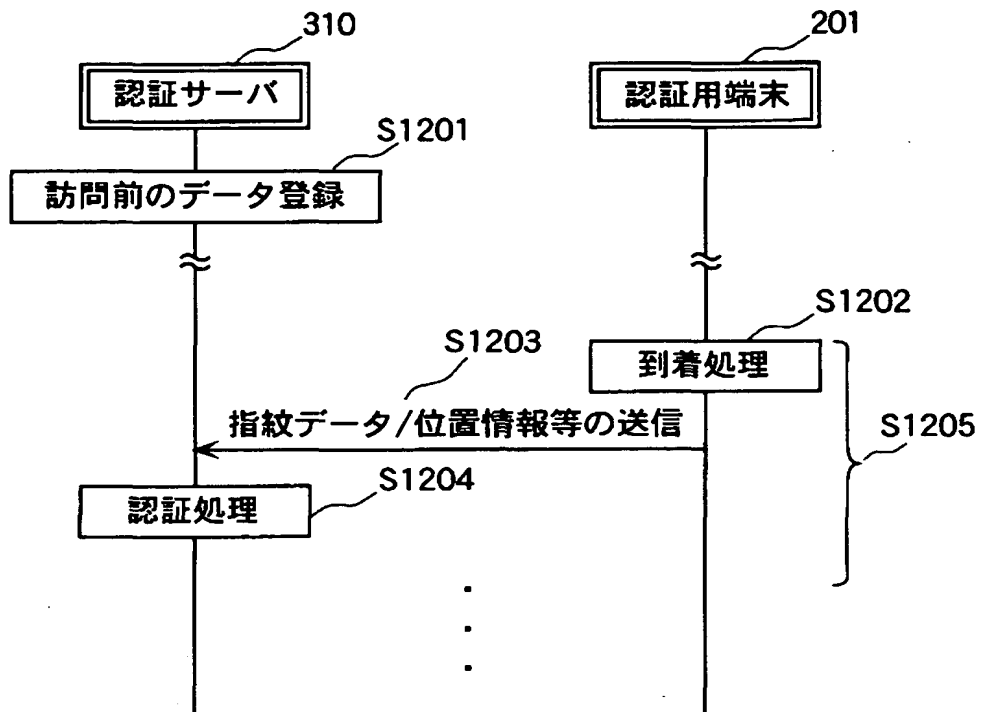 310
201
認証サーバ
認証用端末
S1201
訪問前のデータ登録
S1202
到着処理
S1203
指紋データ/位置情報等の送信
S1205
S1204
認証処理